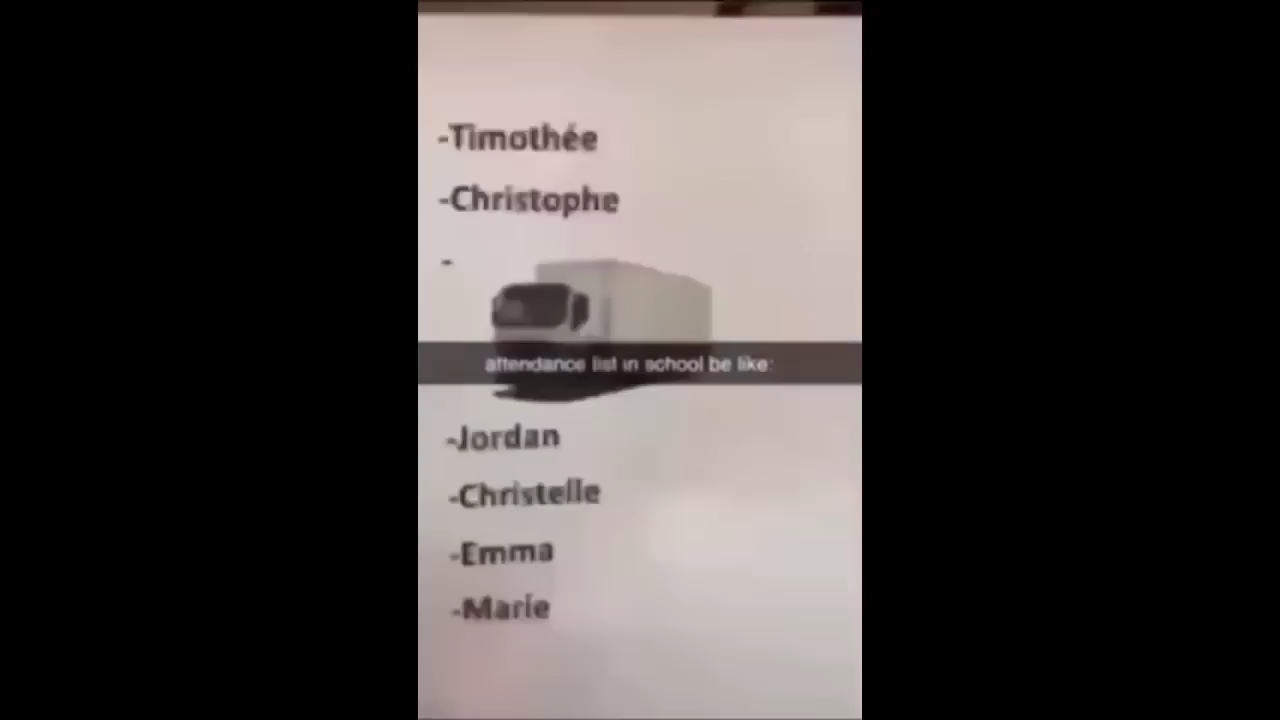 -Timothée
-Christophe
-
attendance list in school be like:
-Jordan
-Christelle
-Emma
-Marie